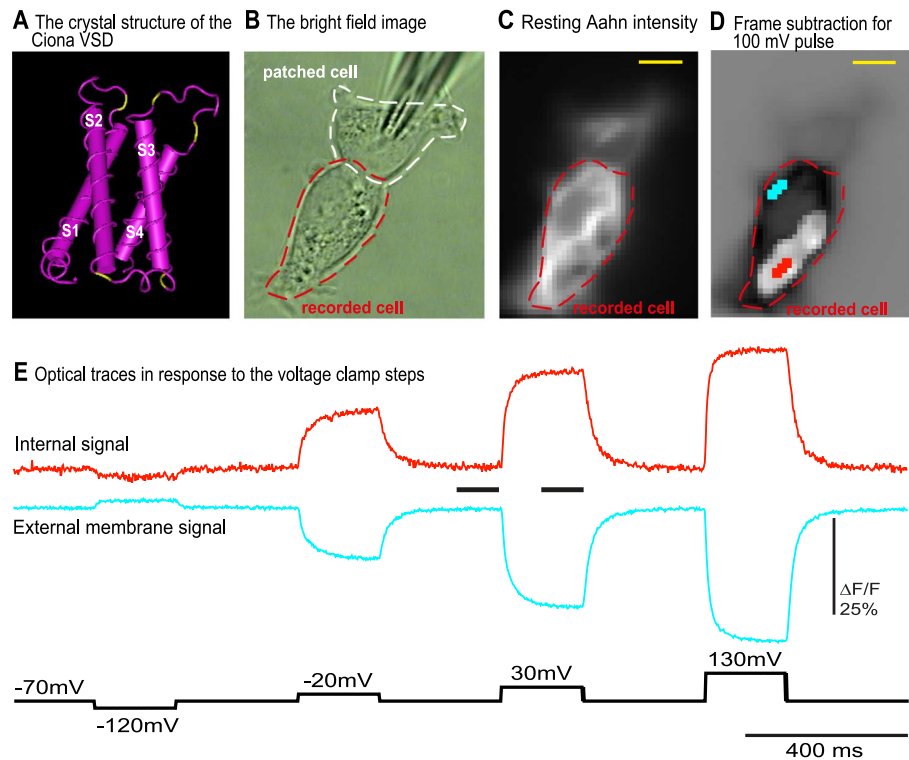 A The crystal structure of the
Ciona VSD
S2
S3
S1
S4
B The bright field image
patched cell
recorded cell
C Resting Aahn intensity
recorded cell
D Frame subtraction for
100 mV pulse
recorded cell
E Optical traces in response to the voltage clamp steps
Internal signal
External membrane signal
ΔF/F
25%
-70mV
-120mV
-20mV
30mV
130mV
400 ms